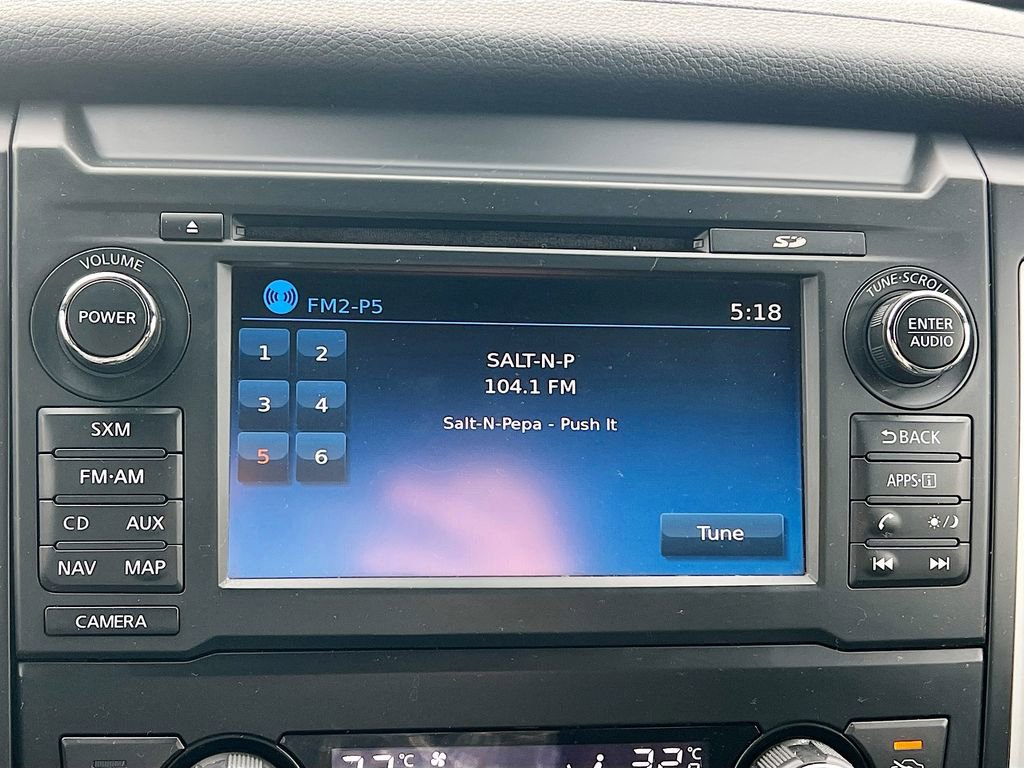 VOLUME
POWER
SD
TUNE·SCROLL
ENTER
AUDIO
FM2-P5
5:18
1 2
SALT-N-P
104.1 FM
3 4
Salt-N-Pepa - Push It
5 6
Tune
SXM
FM·AM
CD AUX
NAV MAP
CAMERA
BACK
APPS·i
°C
°C